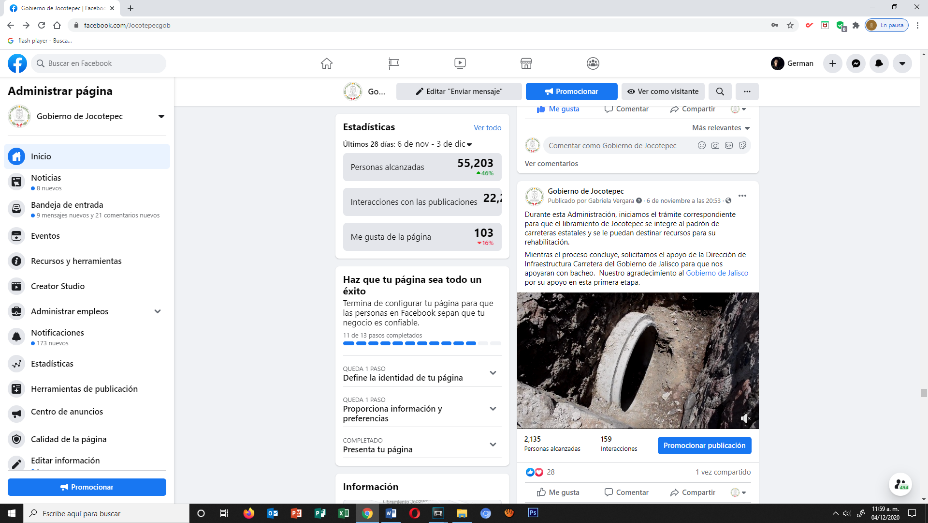 Gobierno de Jocotepec | Facebo
facebook.com/Jocotepecgob
En pausa
flash player - Busca...
Buscar en Facebook
German
Administrar página
Gobierno de Jocotepec
Inicio
Noticias
8 nuevos
Bandeja de entrada
9 mensajes nuevos y 21 comentarios nuevos
Eventos
Recursos y herramientas
Creator Studio
Administrar empleos
Notificaciones
173 nuevos
Estadísticas
Herramientas de publicación
Centro de anuncios
Calidad de la página
Editar información
Promocionar
Go...
Editar "Enviar mensaje"
Promocionar
Ver como visitante
Estadísticas
Ver todo
Últimos 28 días: 6 de nov - 3 de dic
Personas alcanzadas
55,203
46%
Interacciones con las publicaciones
22,
Me gusta de la página
103
16%
Haz que tu página sea todo un
éxito
Termina de configurar tu página para que
las personas en Facebook sepan que tu
negocio es confiable.
11 de 13 pasos completados
QUEDA 1 PASO
Define la identidad de tu página
QUEDA 1 PASO
Proporciona información y
preferencias
COMPLETADO
Presenta tu página
Información
Me gusta
Comentar
Compartir
Más relevantes
Comentar como Gobierno de Jocotepec
Ver comentarios
Gobierno de Jocotepec
Publicado por Gabriela Vergara · 6 de noviembre a las 20:53 ·
Durante esta Administración, iniciamos el trámite correspondiente
para que el libramiento de Jocotepec se integre al padrón de
carreteras estatales y se le puedan destinar recursos para su
rehabilitación.
Mientras el proceso concluye, solicitamos el apoyo de la Dirección de
Infraestructura Carretera del Gobierno de Jalisco para que nos
apoyaran con bacheo. Nuestro agradecimiento al Gobierno de Jalisco
por su apoyo en esta primera etapa.
2,135
Personas alcanzadas
159
Interacciones
Promocionar publicación
28
1 vez compartido
Me gusta
Comentar
Compartir
494
Escribe aquí para buscar
11:59 a. m.
04/12/2020